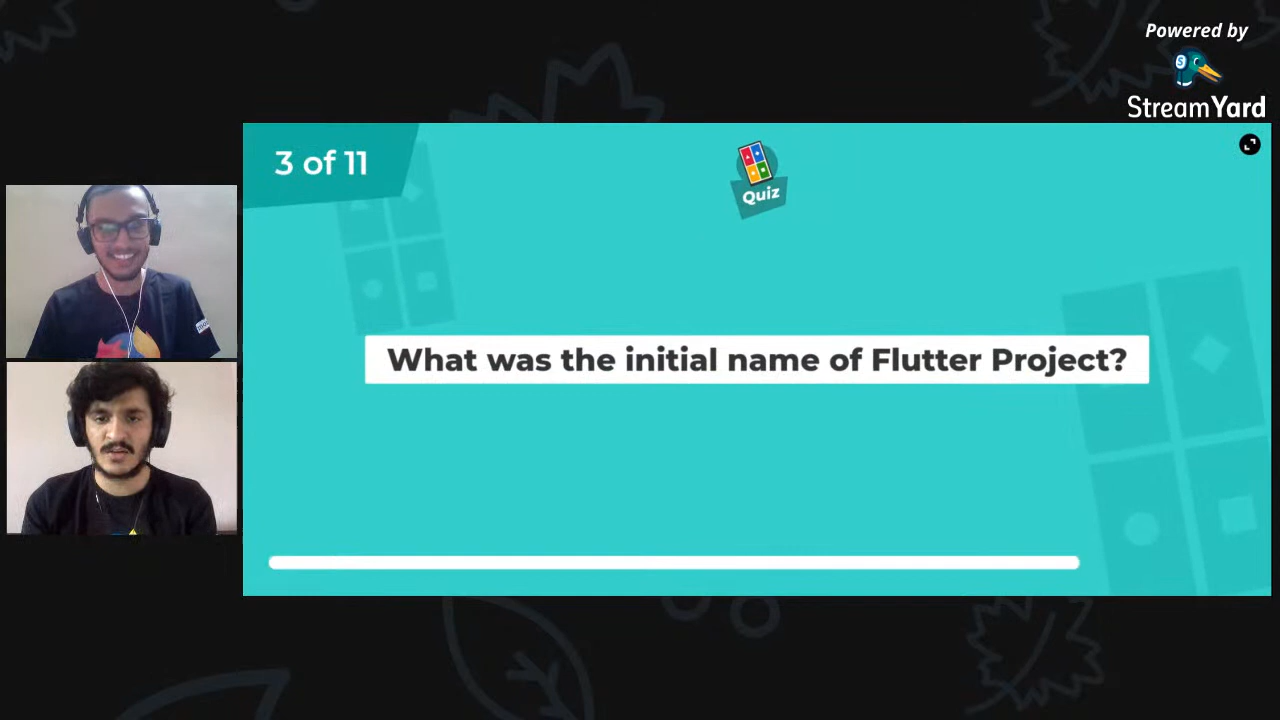 Powered by
StreamYard
3 of 11
Quiz
What was the initial name of Flutter Project?